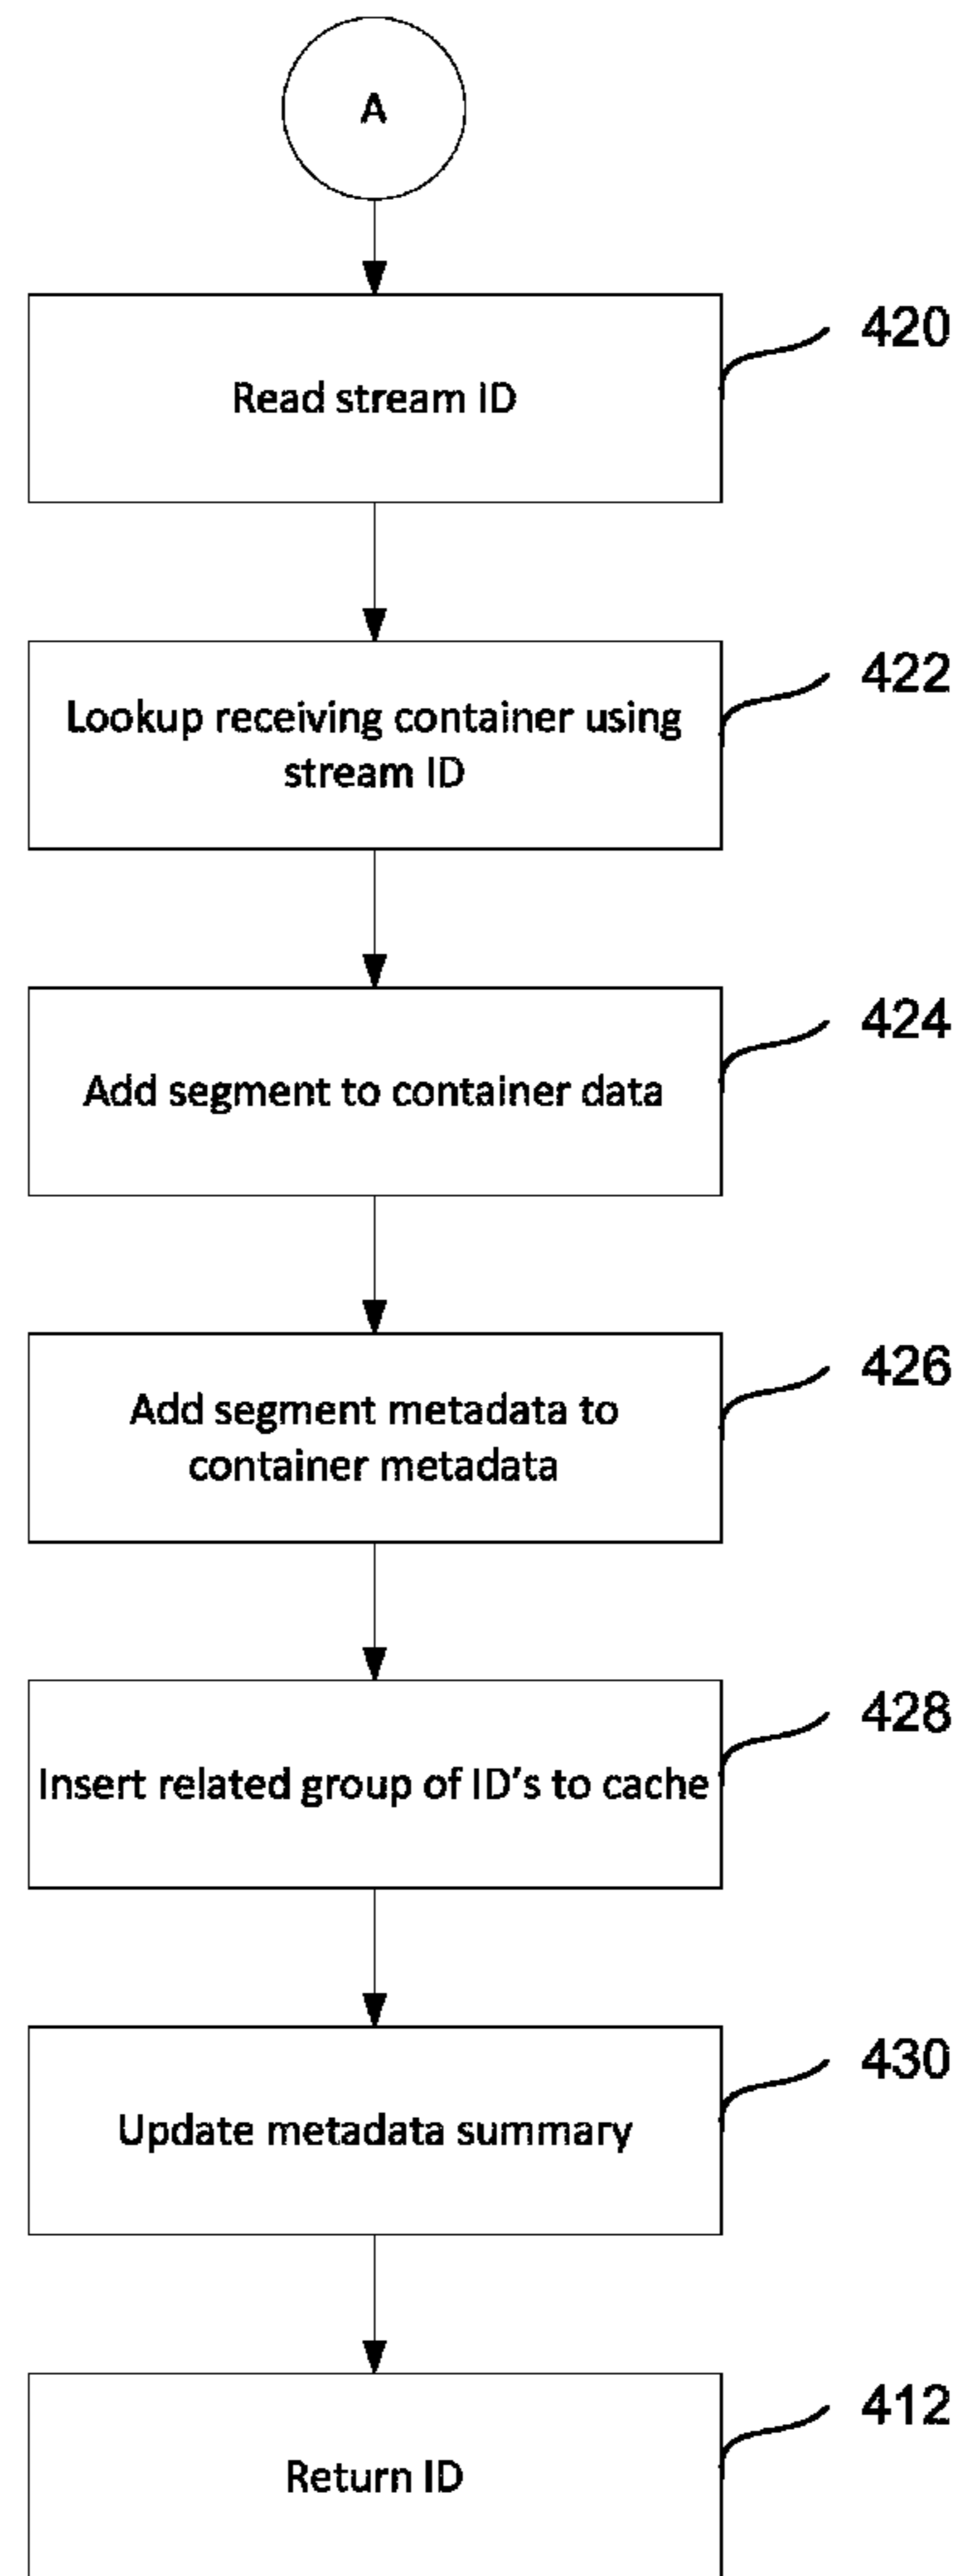 A
420
Read stream ID
422
Lookup receiving container using
stream ID
424
Add segment to container data
426
Add segment metadata to
container metadata
428
Insert related group of ID's to cache
430
Update metadata summary
412
Return ID